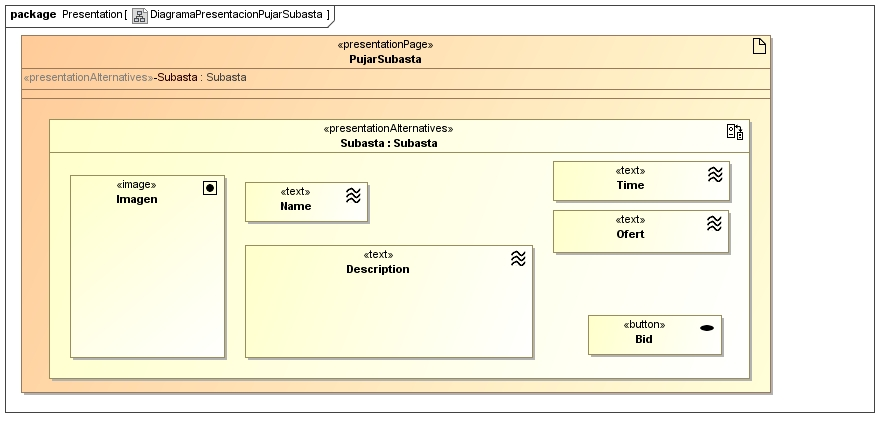 package Presentation [ DiagramaPresentacionPujarSubasta ]
«presentationPage»
PujarSubasta
«presentationAlternatives»-Subasta : Subasta
«presentationAlternatives»
Subasta : Subasta
«image»
Imagen
«text»
Name
«text»
Description
«text»
Time
«text»
Ofert
«button»
Bid